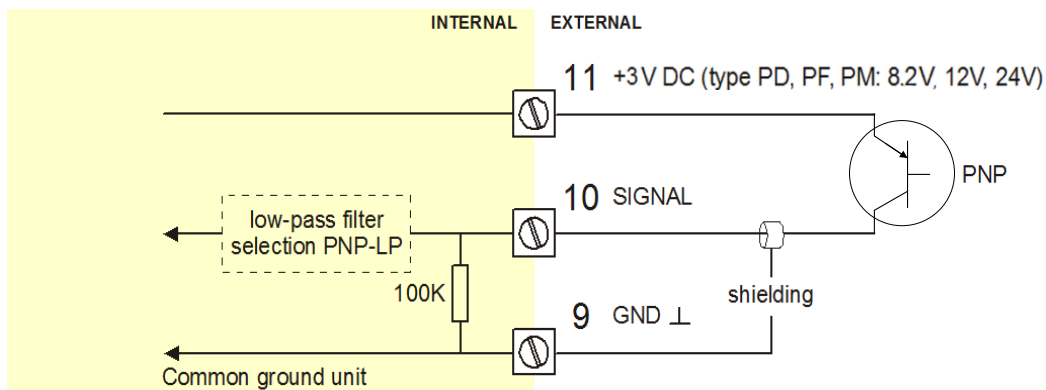 INTERNAL EXTERNAL
11 +3V DC (type PD, PF, PM: 8.2V, 12V, 24V)
PNP
10 SIGNAL
low-pass filter
selection PNP-LP
100K
shielding
9 GND ⊥
Common ground unit